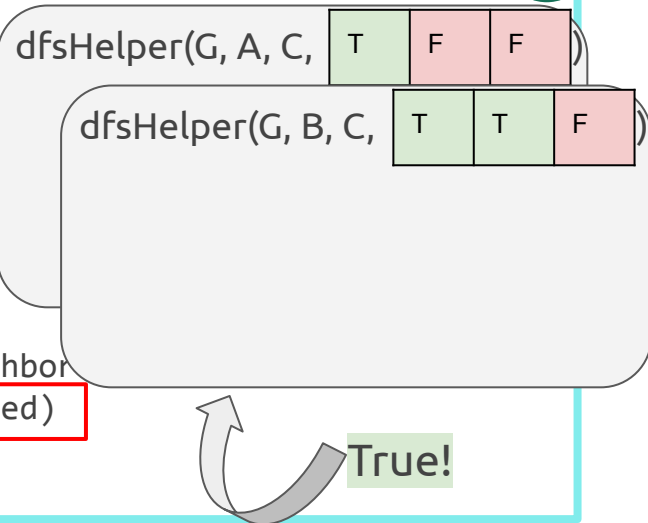 dfsHelper(G, A, C, T F F )
dfsHelper(G, B, C, T T F )
hbor
ed)
True!